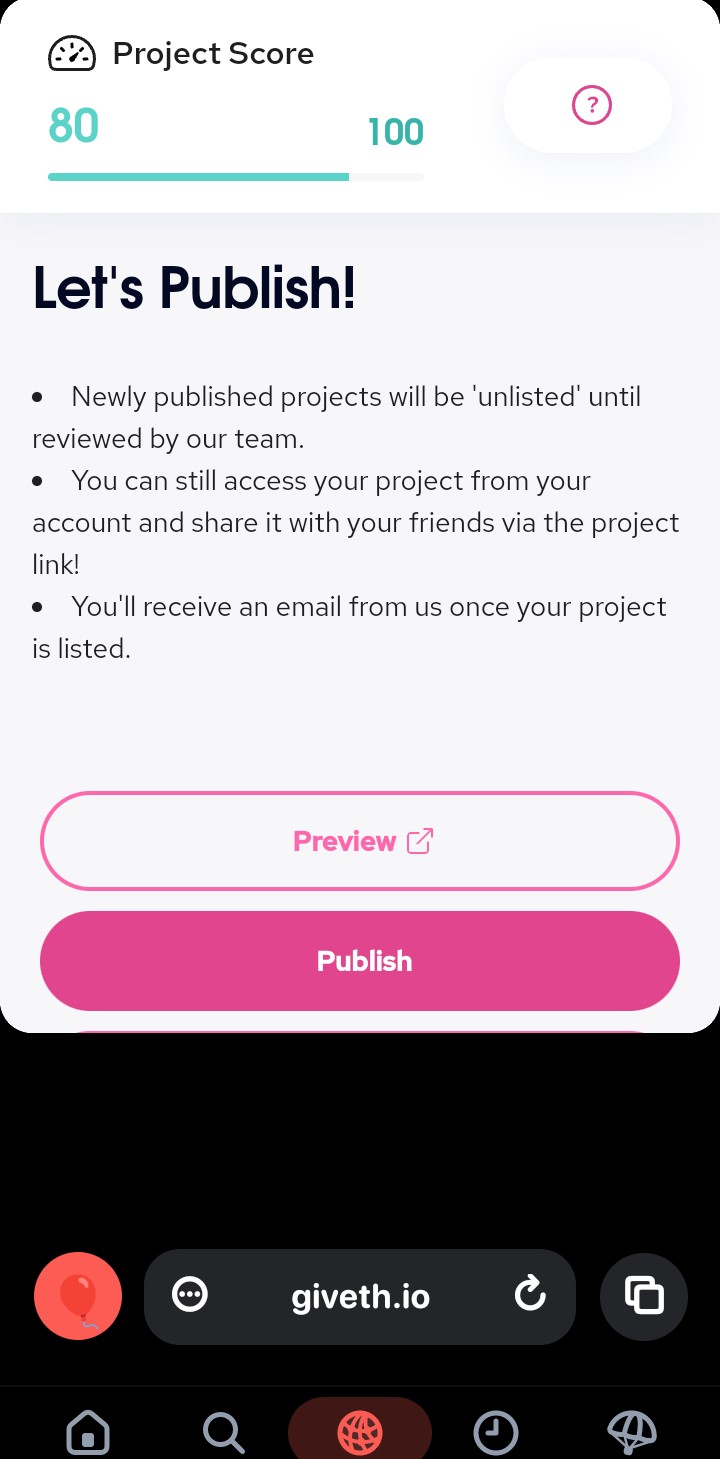 Project Score
80
100
?
Let's Publish!
• Newly published projects will be 'unlisted' until
reviewed by our team.
• You can still access your project from your
account and share it with your friends via the project
link!
• You'll receive an email from us once your project
is listed.
Preview
Publish
giveth.io